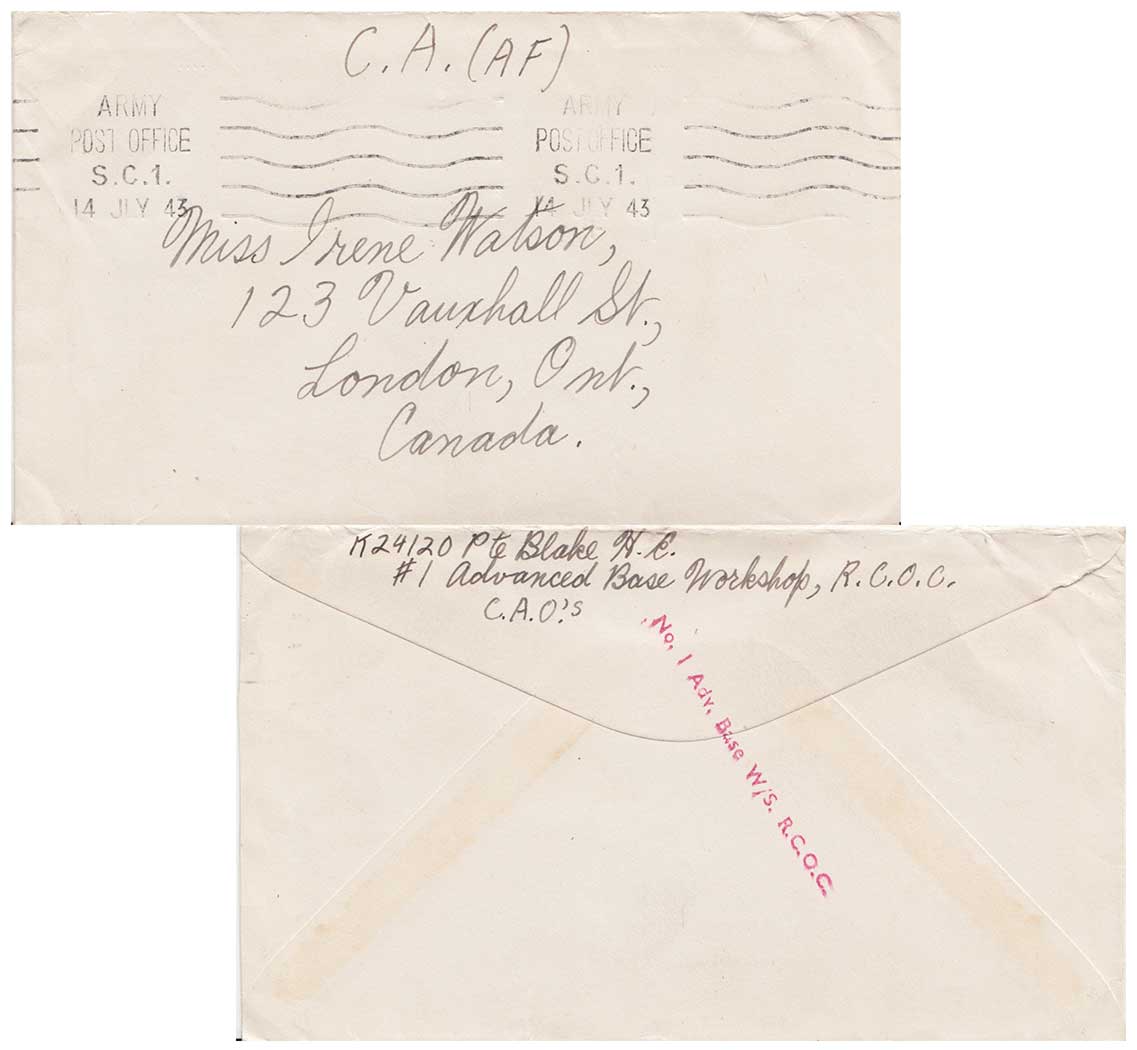 C.A. (AF)
ARMY
POST OFFICE
S.C.1.
14 JLY 43
ARMY
POST OFFICE
S.C.1.
14 JLY 43
Miss Irene Watson,
123 Vauxhall St.,
London, Ont.,
Canada.
K24120 Pte Blake H. E.
#1 Advanced Base Workshop, R.C.O.C.
C.A.O.'s
No. 1 Adv. Base W/S. R.C.O.C.